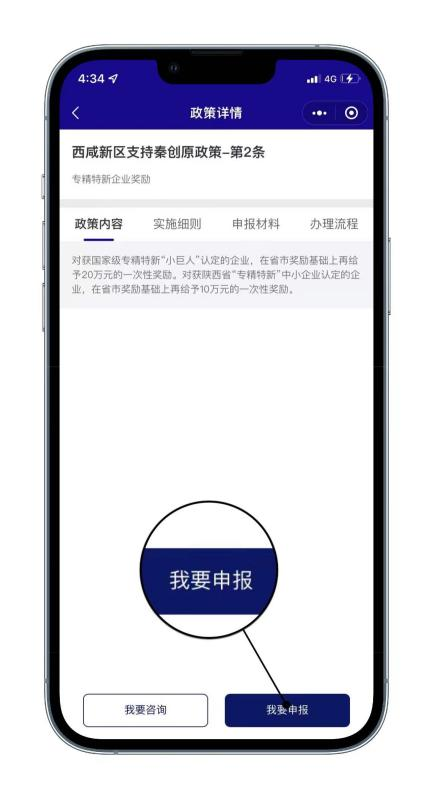 4:34
4G
政策详情
西咸新区支持秦创原政策-第2条
专精特新企业奖励
政策内容 实施细则 申报材料 办理流程
对获国家级专精特新“小巨人”认定的企业，在省市奖励基础上再给
予20万元的一次性奖励。对获陕西省“专精特新”中小企业认定的企
业，在省市奖励基础上再给予10万元的一次性奖励。
我要申报
我要咨询 我要申报